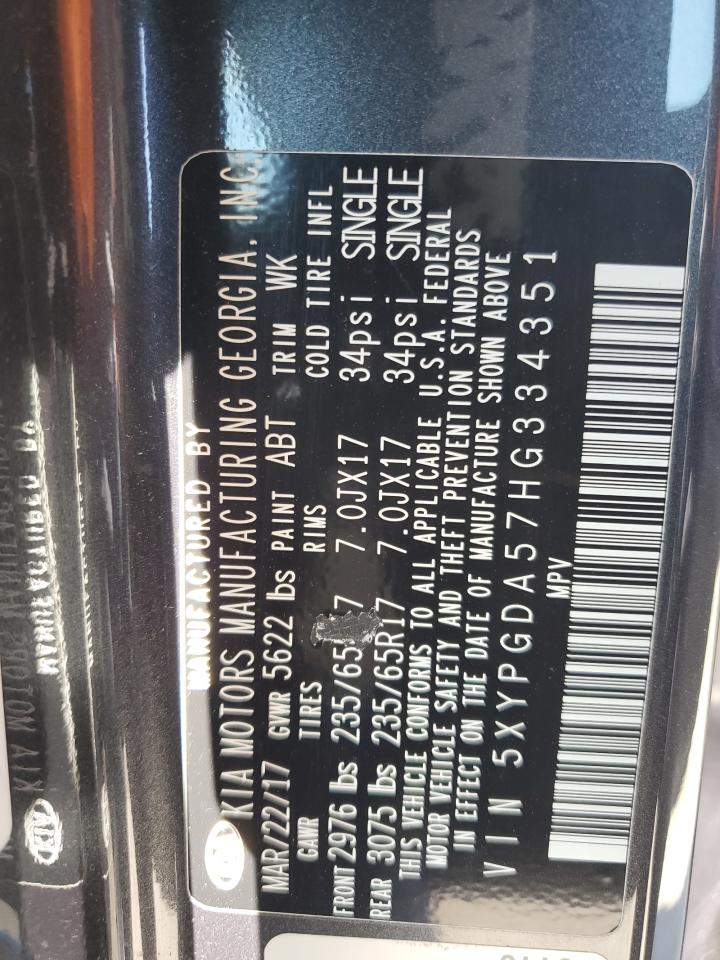 MANUFACTURED BY
KIA MOTORS MANUFACTURING GEORGIA, INC.
MAR/22/17 GVWR 5622 lbs PAINT ABT TRIM WK
GAWR TIRES RIMS COLD TIRE INFL
FRONT 2976 lbs 235/65 7 7.0JX17 34psi SINGLE
REAR 3075 lbs 235/65R17 7.0JX17 34psi SINGLE
THIS VEHICLE CONFORMS TO ALL APPLICABLE U.S.A. FEDERAL
MOTOR VEHICLE SAFETY AND THEFT PREVENTION STANDARDS
IN EFFECT ON THE DATE OF MANUFACTURE SHOWN ABOVE
VIN 5XYPGDA57HG334351
MPV